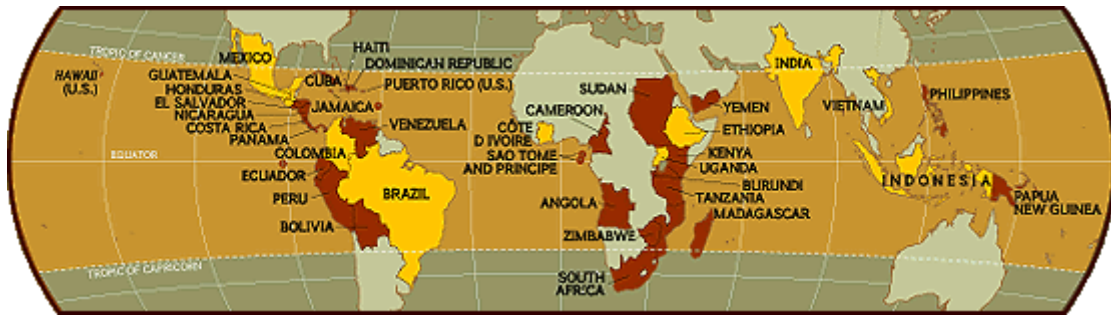 TROPIC OF CANCER
MEXICO
HAITI
DOMINICAN REPUBLIC
HAWAII
(U.S.)
GUATEMALA
CUBA
PUERTO RICO (U.S.)
HONDURAS
EL SALVADOR
JAMAICA
NICARAGUA
COSTA RICA
VENEZUELA
PANAMA
EQUATOR
COLOMBIA
ECUADOR
PERU
BRAZIL
BOLIVIA
TROPIC OF CAPRICORN
SUDAN
CAMEROON
YEMEN
CÔTE
D IVOIRE
ETHIOPIA
SAO TOME
AND PRINCIPE
KENYA
UGANDA
BURUNDI
ANGOLA
TANZANIA
MADAGASCAR
ZIMBABWE
SOUTH
AFRICA
INDIA
VIETNAM
PHILIPPINES
INDONESIA
PAPUA
NEW GUINEA